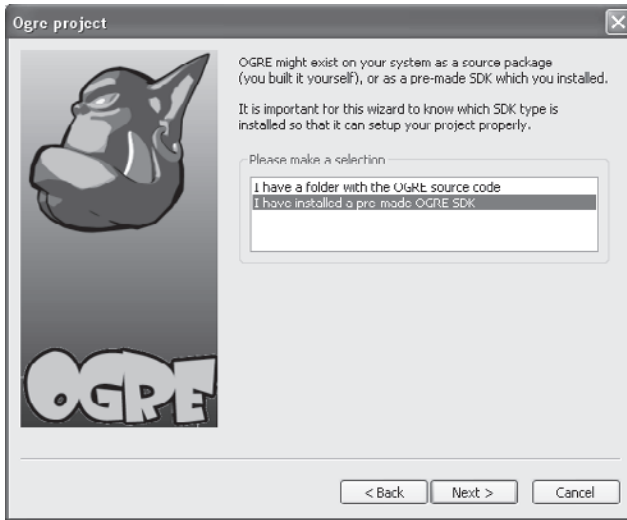 Ogre project
OGRE might exist on your system as a source package
(you built it yourself), or as a pre-made SDK which you installed.
It is important for this wizard to know which SDK type is
installed so that it can setup your project properly.
Please make a selection
I have a folder with the OGRE source code
I have installed a pre-made OGRE SDK
OGRE
< Back
Next >
Cancel